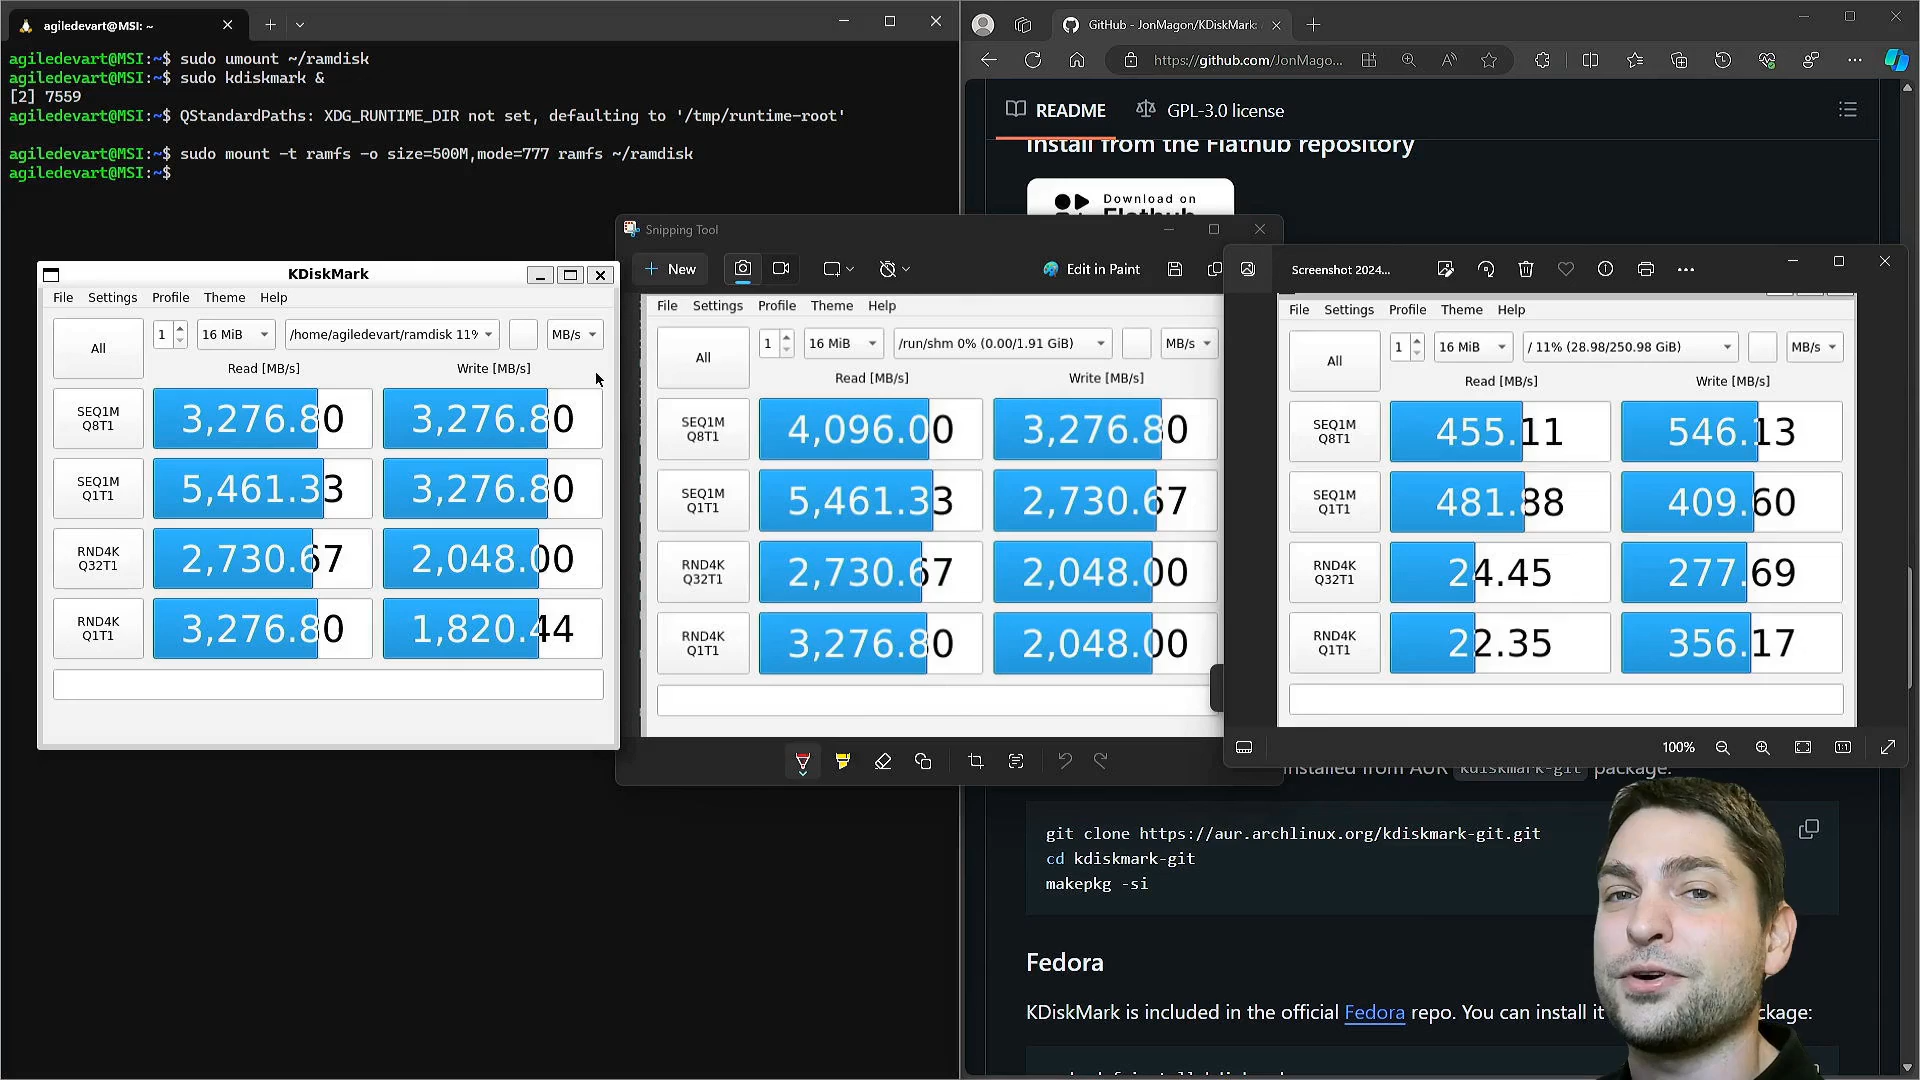 agiledevart@MSI: ~
agiledevart@MSI:~$ sudo umount ~/ramdisk
agiledevart@MSI:~$ sudo kdiskmark &
[2] 7559
agiledevart@MSI:~$ QStandardPaths: XDG_RUNTIME_DIR not set, defaulting to '/tmp/runtime-root'
agiledevart@MSI:~$ sudo mount -t ramfs -o size=500M,mode=777 ramfs ~/ramdisk
agiledevart@MSI:~$
GitHub - JonMagon/KDiskMark:
https://github.com/JonMago...
README
GPL-3.0 license
Install from the Flathub repository
Download on
Flathub
KDiskMark
File Settings Profile Theme Help
All
1
16 MiB
/home/agiledevart/ramdisk 11%
MB/s
Read [MB/s]
Write [MB/s]
SEQ1M
Q8T1
3,276.80
3,276.80
SEQ1M
Q1T1
5,461.33
3,276.80
RND4K
Q32T1
2,730.67
2,048.00
RND4K
Q1T1
3,276.80
1,820.44
Snipping Tool
New
Edit in Paint
File Settings Profile Theme Help
All
1
16 MiB
/run/shm 0% (0.00/1.91 GiB)
MB/s
Read [MB/s]
Write [MB/s]
SEQ1M
Q8T1
4,096.00
3,276.80
SEQ1M
Q1T1
5,461.33
2,730.67
RND4K
Q32T1
2,730.67
2,048.00
RND4K
Q1T1
3,276.80
2,048.00
Screenshot 2024...
File Settings Profile Theme Help
All
1
16 MiB
/ 11% (28.98/250.98 GiB)
MB/s
Read [MB/s]
Write [MB/s]
SEQ1M
Q8T1
455.11
546.13
SEQ1M
Q1T1
481.88
409.60
RND4K
Q32T1
24.45
277.69
RND4K
Q1T1
22.35
356.17
100%
installed from AUR kdiskmark-git package:
git clone https://aur.archlinux.org/kdiskmark-git.git
cd kdiskmark-git
makepkg -si
Fedora
KDiskMark is included in the official Fedora repo. You can install it ckage: